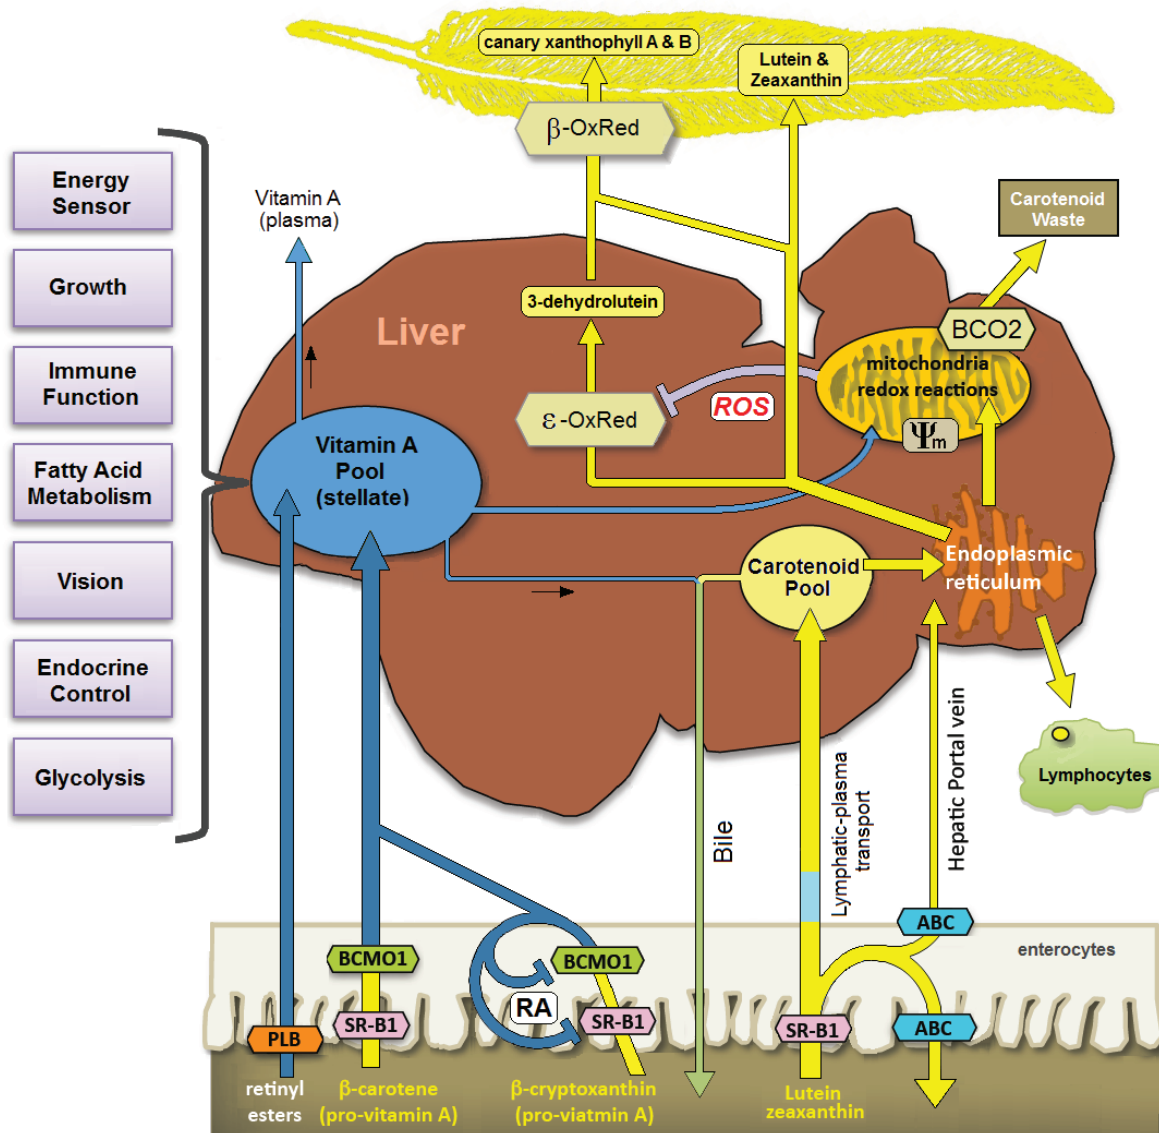 canary xanthophyll A & B
Lutein &
Zeaxanthin
β-OxRed
Energy
Sensor
Growth
Immune
Function
Fatty Acid
Metabolism
Vision
Endocrine
Control
Glycolysis
Vitamin A
(plasma)
Carotenoid
Waste
3-dehydrolutein
Liver
BCO2
mitochondria
redox reactions
Ψm
ROS
ε-OxRed
Vitamin A
Pool
(stellate)
Carotenoid
Pool
Endoplasmic
reticulum
Lymphocytes
Bile
Lymphatic-plasma
transport
Hepatic Portal vein
ABC
enterocytes
BCMO1
BCMO1
RA
SR-B1
SR-B1
SR-B1
ABC
PLB
retinyl
esters
β-carotene
(pro-vitamin A)
β-cryptoxanthin
(pro-viatmin A)
Lutein
zeaxanthin